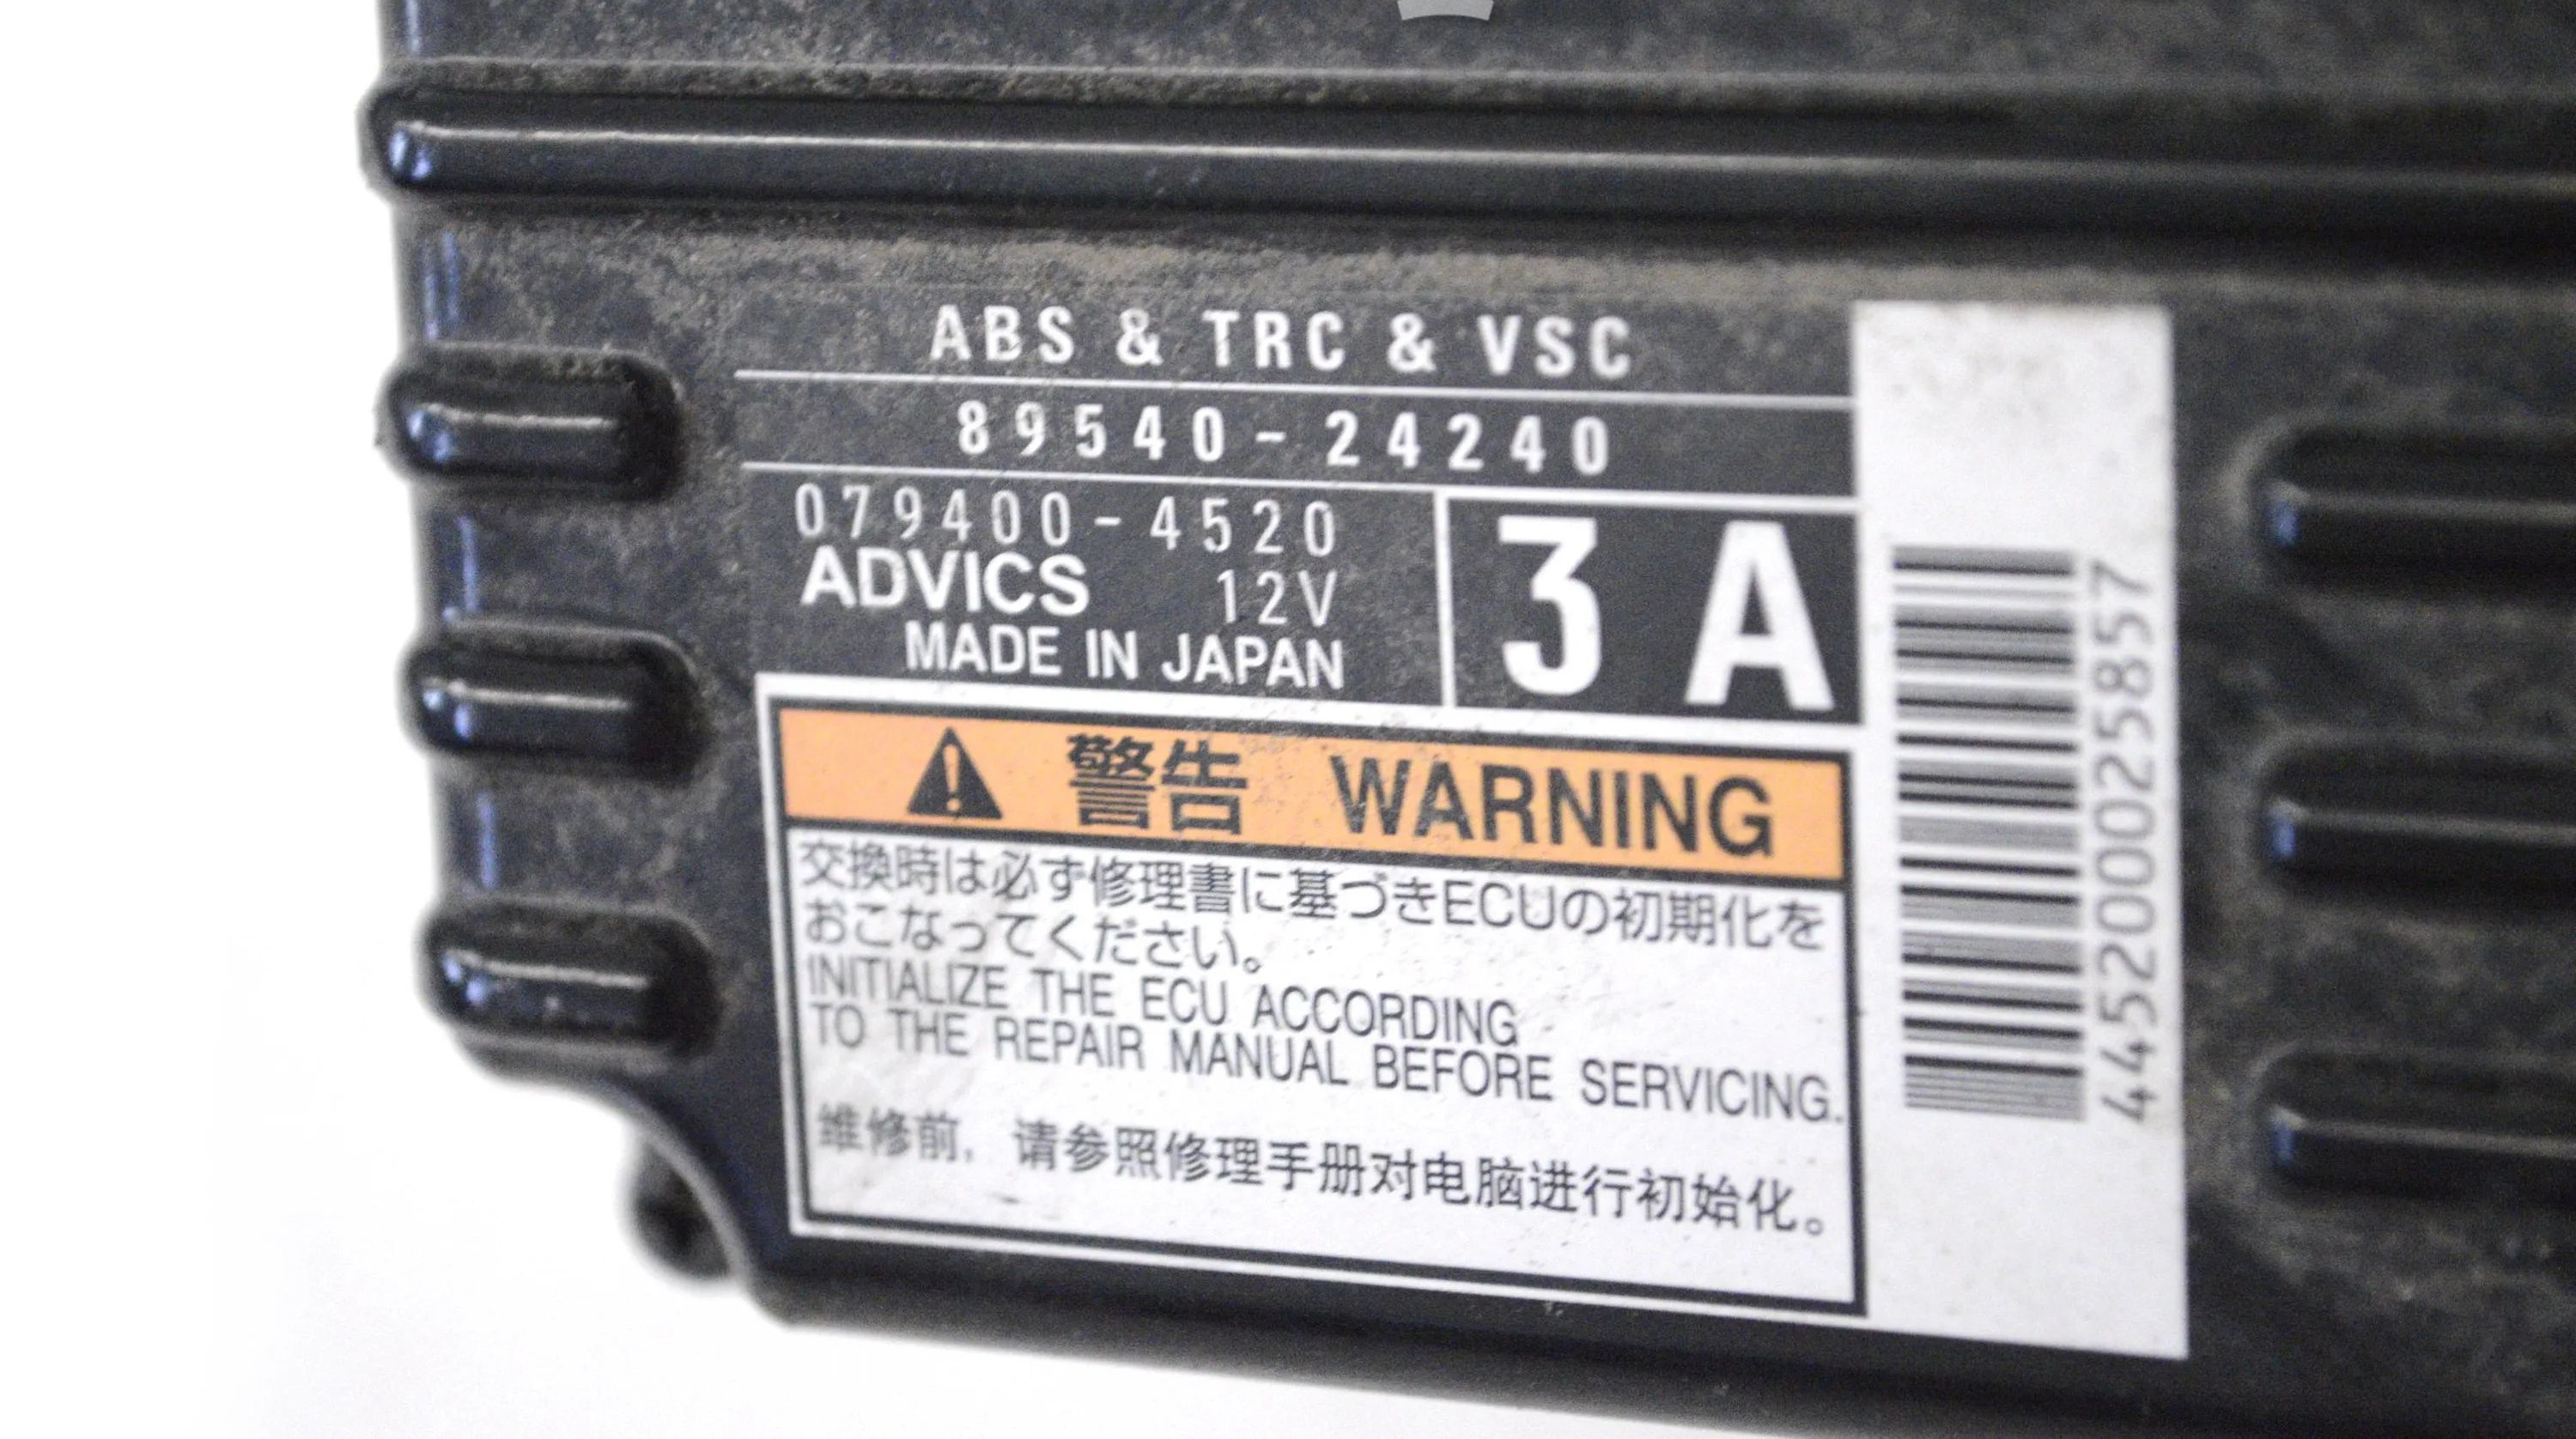 ABS & TRC & VSC
89540-24240
079400-4520
ADVICS 12V
MADE IN JAPAN
3 A
警告 WARNING
交換時は必ず修理書に基づきECUの初期化を
おこなってください。
INITIALIZE THE ECU ACCORDING
TO THE REPAIR MANUAL BEFORE SERVICING.
维修前，请参照修理手册对电脑进行初始化。
4452000025857